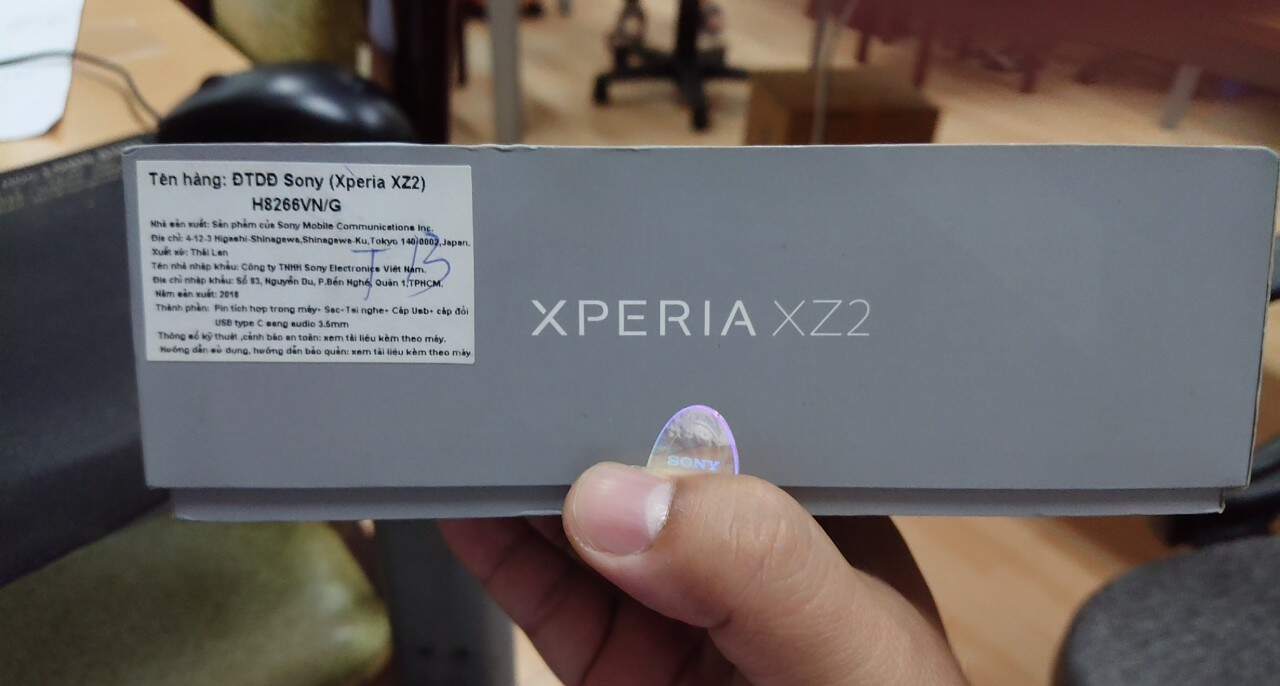 Tên hàng: ĐTDĐ Sony (Xperia XZ2)
H8266VN/G
Nhà sản xuất: Sản phẩm của Sony Mobile Communications Inc.
Địa chỉ: 4-12-3 Higashi-Shinagawa,Shinagawa-Ku,Tokyo 140-0002,Japan.
Xuất xứ: Thái Lan
Tên nhà nhập khẩu: Công ty TNHH Sony Electronics Việt Nam.
Địa chỉ nhập khẩu: Số 93, Nguyễn Du, P.Bến Nghé, Quận 1,TPHCM.
Năm sản xuất: 2018
Thành phần: Pin tích hợp trong máy+ Sạc+Tai nghe+ Cáp Usb+ cáp đổi
USB type C sang audio 3.5mm
Thông số kỹ thuật ,cảnh báo an toàn: xem tài liệu kèm theo máy.
Hướng dẫn sử dụng, hướng dẫn bảo quản: xem tài liệu kèm theo máy
XPERIA XZ2
SONY